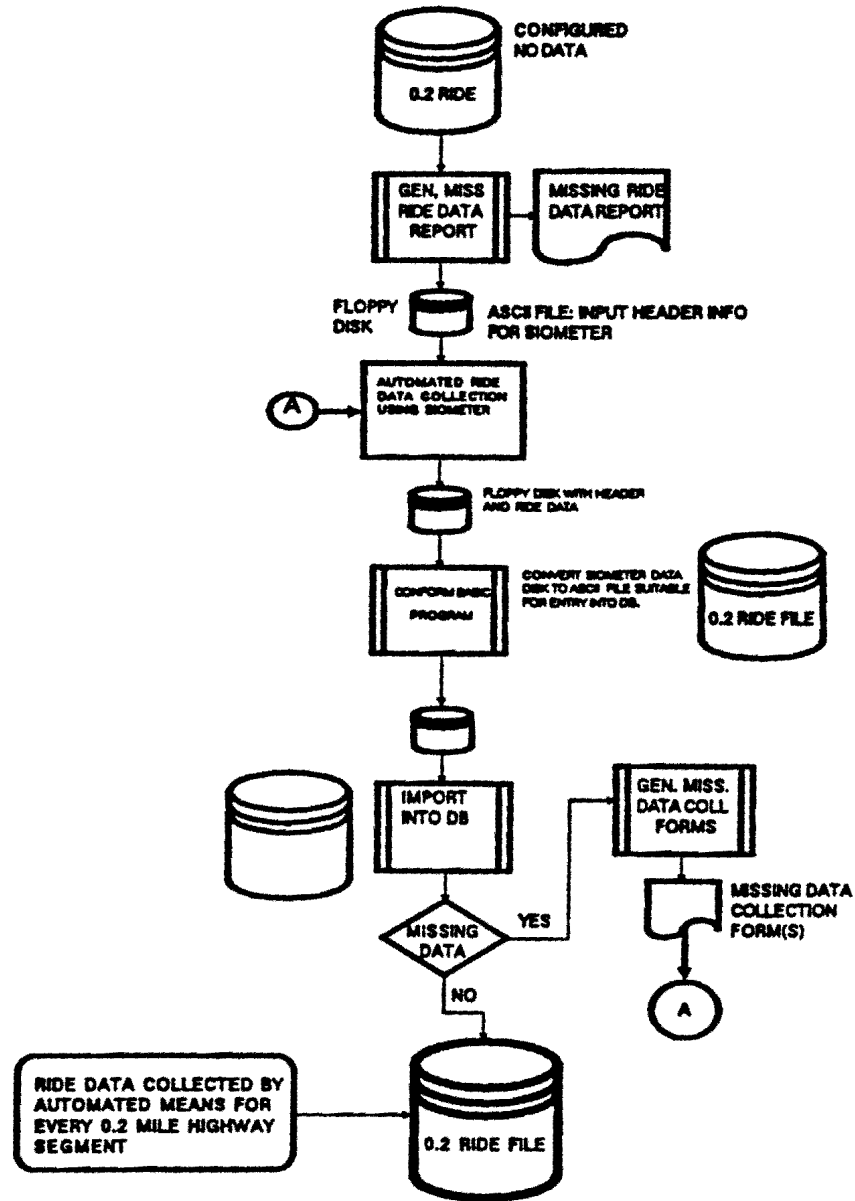 CONFIGURED
NO DATA
0.2 RIDE
GEN, MISS
RIDE DATA
REPORT
MISSING RIDE
DATA REPORT
FLOPPY
DISK
ASCII FILE: INPUT HEADER INFO
FOR SIOMETER
AUTOMATED RIDE
DATA COLLECTION
USING SIOMETER
A
FLOPPY DISK WITH HEADER
AND RIDE DATA
CONFORM BASIC
PROGRAM
CONVERT SIOMETER DATA
DISK TO ASCII FILE SUITABLE
FOR ENTRY INTO DB.
0.2 RIDE FILE
IMPORT
INTO DB
GEN. MISS.
DATA COLL
FORMS
MISSING
DATA
YES
MISSING DATA
COLLECTION
FORM(S)
A
NO
RIDE DATA COLLECTED BY
AUTOMATED MEANS FOR
EVERY 0.2 MILE HIGHWAY
SEGMENT
0.2 RIDE FILE